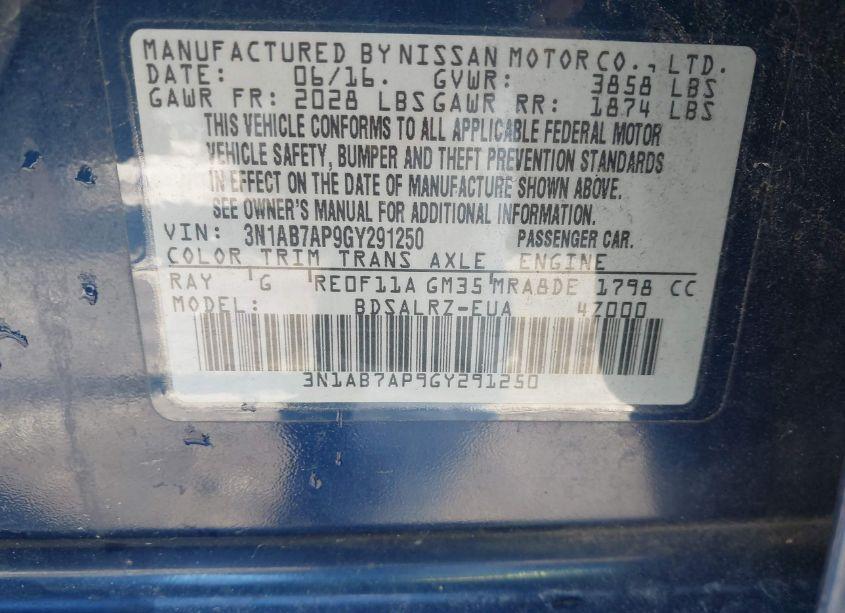 MANUFACTURED BY NISSAN MOTOR CO., LTD.
DATE: 06/16. GVWR: 3858 LBS
GAWR FR: 2028 LBS GAWR RR: 1874 LBS
THIS VEHICLE CONFORMS TO ALL APPLICABLE FEDERAL MOTOR
VEHICLE SAFETY, BUMPER AND THEFT PREVENTION STANDARDS
IN EFFECT ON THE DATE OF MANUFACTURE SHOWN ABOVE.
SEE OWNER'S MANUAL FOR ADDITIONAL INFORMATION.
VIN: 3N1AB7AP9GY291250 PASSENGER CAR.
COLOR TRIM TRANS AXLE ENGINE
RAY G RE0F11A GM35 MRA8DE 1798 CC
MODEL: BDSALRZ-EUA 4Z000
3N1AB7AP9GY291250